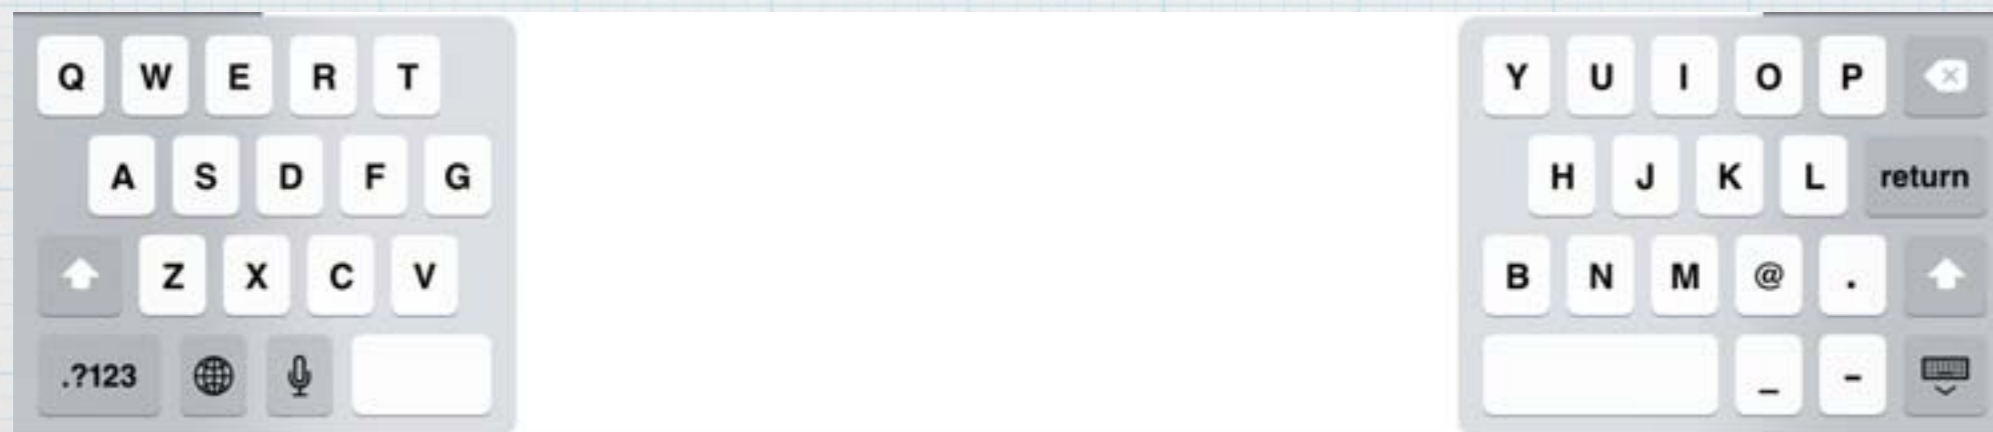 Q W E R T Y U I O P
A S D F G H J K L return
Z X C V B N M @ .
.?123 _ -